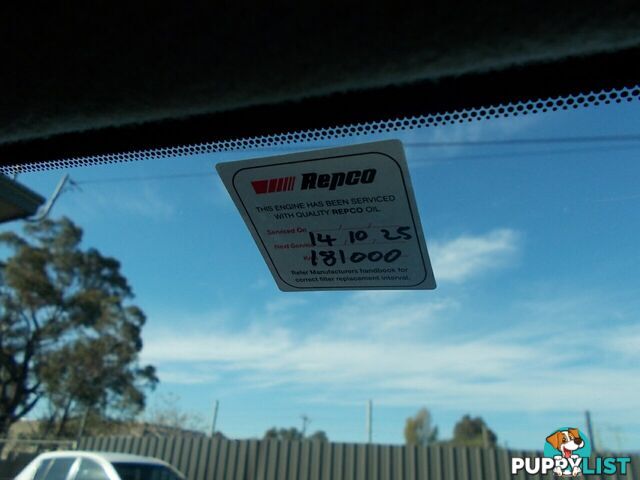 Repco
THIS ENGINE HAS BEEN SERVICED
WITH QUALITY REPCO OIL
Serviced On / /
Next Service 14 / 10 / 25
181000
Refer Manufacturers handbook for
correct filter replacement interval.
PUPPYLIST